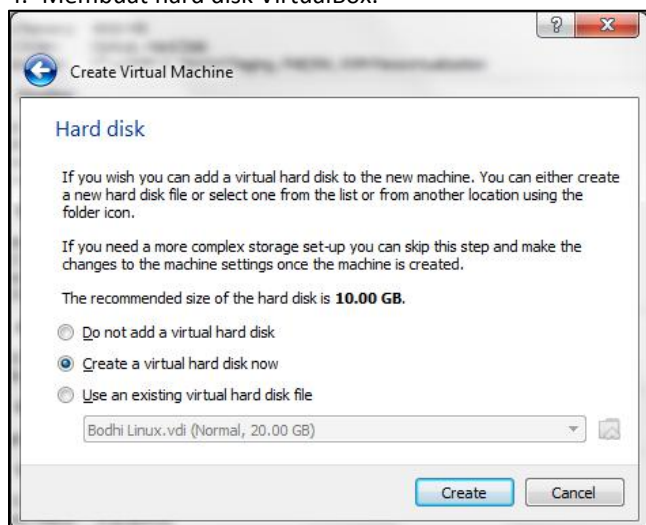 Membuat hard disk VirtualBox.
Create Virtual Machine
Hard disk
If you wish you can add a virtual hard disk to the new machine. You can either create
a new hard disk file or select one from the list or from another location using the
folder icon.
If you need a more complex storage set-up you can skip this step and make the
changes to the machine settings once the machine is created.
The recommended size of the hard disk is 10.00 GB.
Do not add a virtual hard disk
Create a virtual hard disk now
Use an existing virtual hard disk file
Bodhi Linux.vdi (Normal, 20.00 GB)
Create Cancel